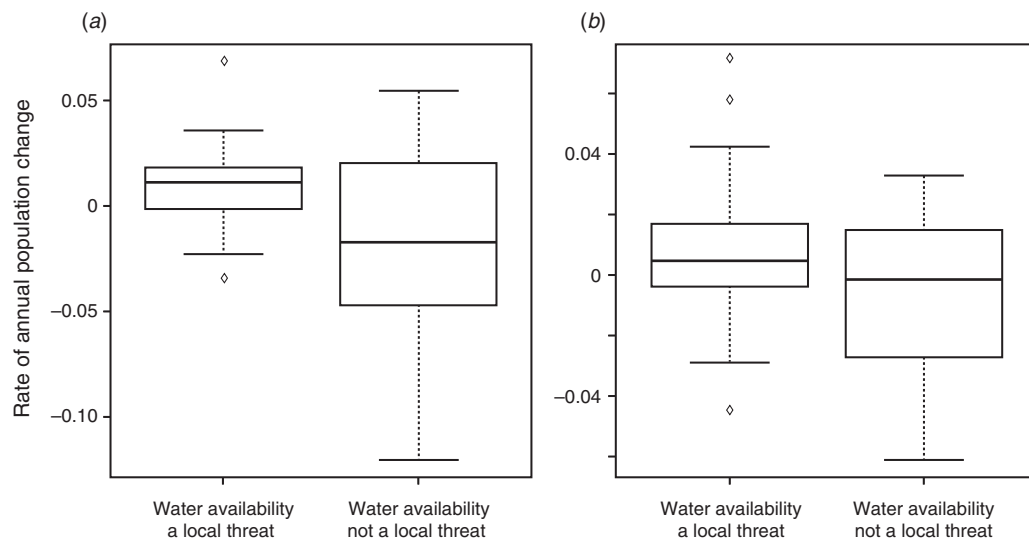 (a)
(b)
Rate of annual population change
0.05
0
–0.05
–0.10
0.04
0
–0.04
Water availability
a local threat
Water availability
not a local threat
Water availability
a local threat
Water availability
not a local threat